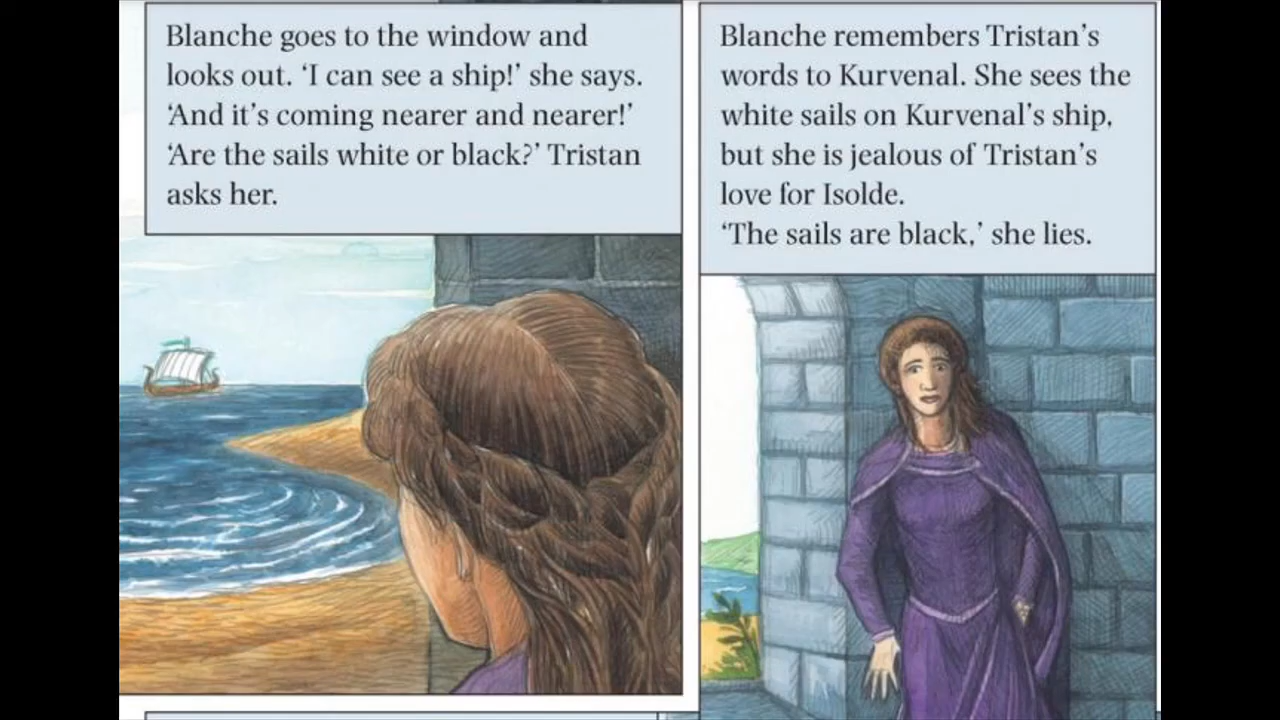 Blanche goes to the window and
looks out. ‘I can see a ship!’ she says.
‘And it’s coming nearer and nearer!’
‘Are the sails white or black?’ Tristan
asks her.
Blanche remembers Tristan’s
words to Kurvenal. She sees the
white sails on Kurvenal’s ship,
but she is jealous of Tristan’s
love for Isolde.
‘The sails are black,’ she lies.